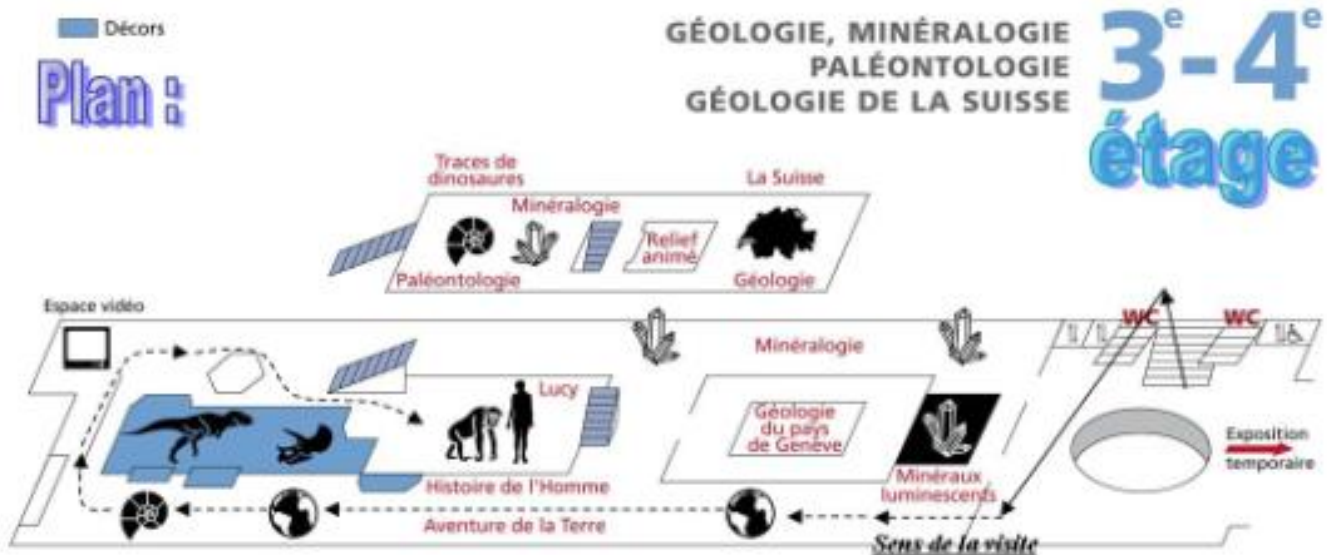 Décors
Plan :
GÉOLOGIE, MINÉRALOGIE
PALÉONTOLOGIE
GÉOLOGIE DE LA SUISSE
3e-4e
étage
Traces de
dinosaures
La Suisse
Minéralogie
Relief
animé
Paléontologie
Géologie
Espace vidéo
WC
WC
Minéralogie
Lucy
Géologie
du pays
de Genève
Exposition
temporaire
Histoire de l'Homme
Minéraux
luminescents
Aventure de la Terre
Sens de la visite